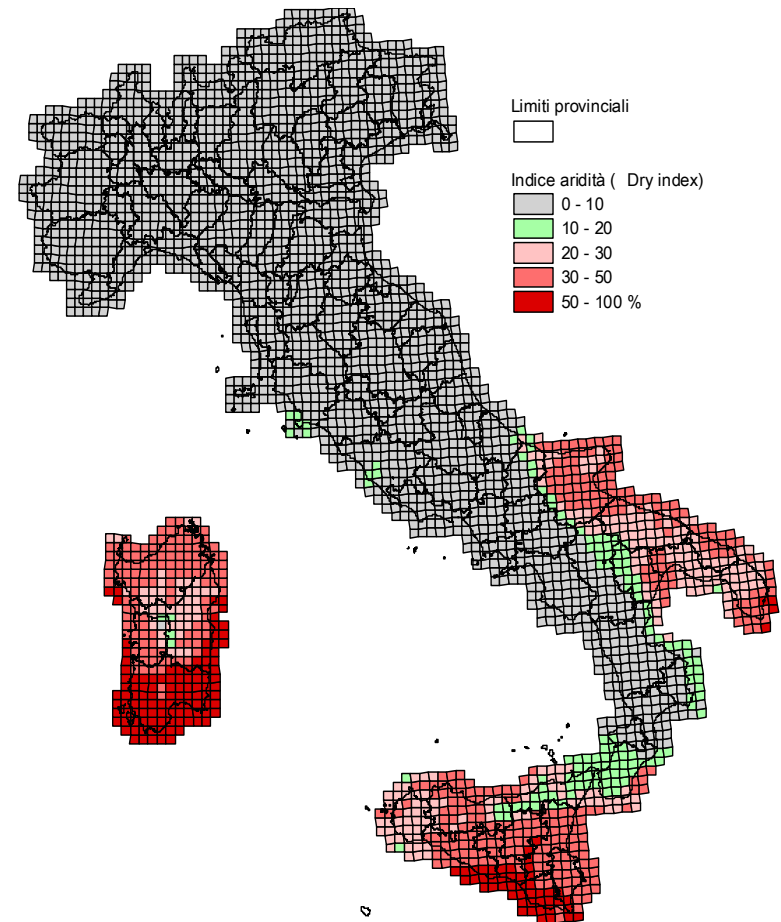 Limiti provinciali
Indice aridità ( Dry index)
0 - 10
10 - 20
20 - 30
30 - 50
50 - 100 %